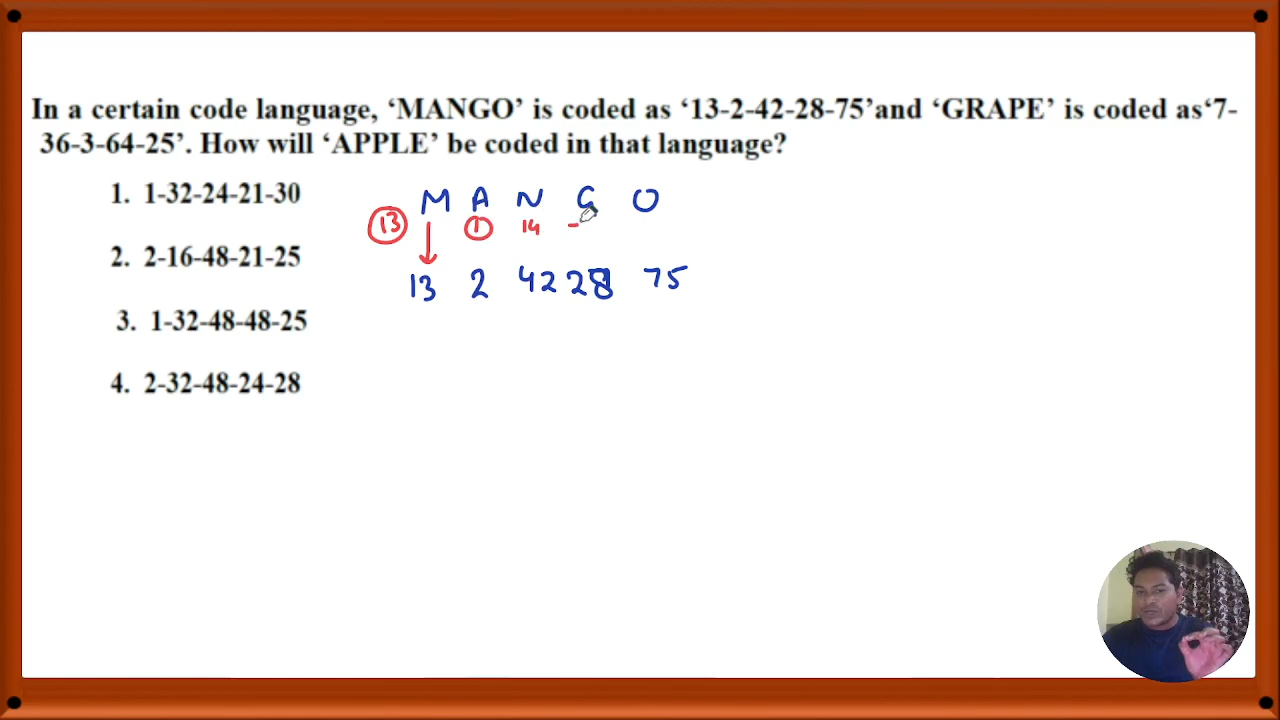 In a certain code language, ‘MANGO’ is coded as ‘13-2-42-28-75’and ‘GRAPE’ is coded as‘7-
36-3-64-25’. How will ‘APPLE’ be coded in that language?
1. 1-32-24-21-30
2. 2-16-48-21-25
3. 1-32-48-48-25
4. 2-32-48-24-28
M A N G O
13 1 14
13 2 42 28 75